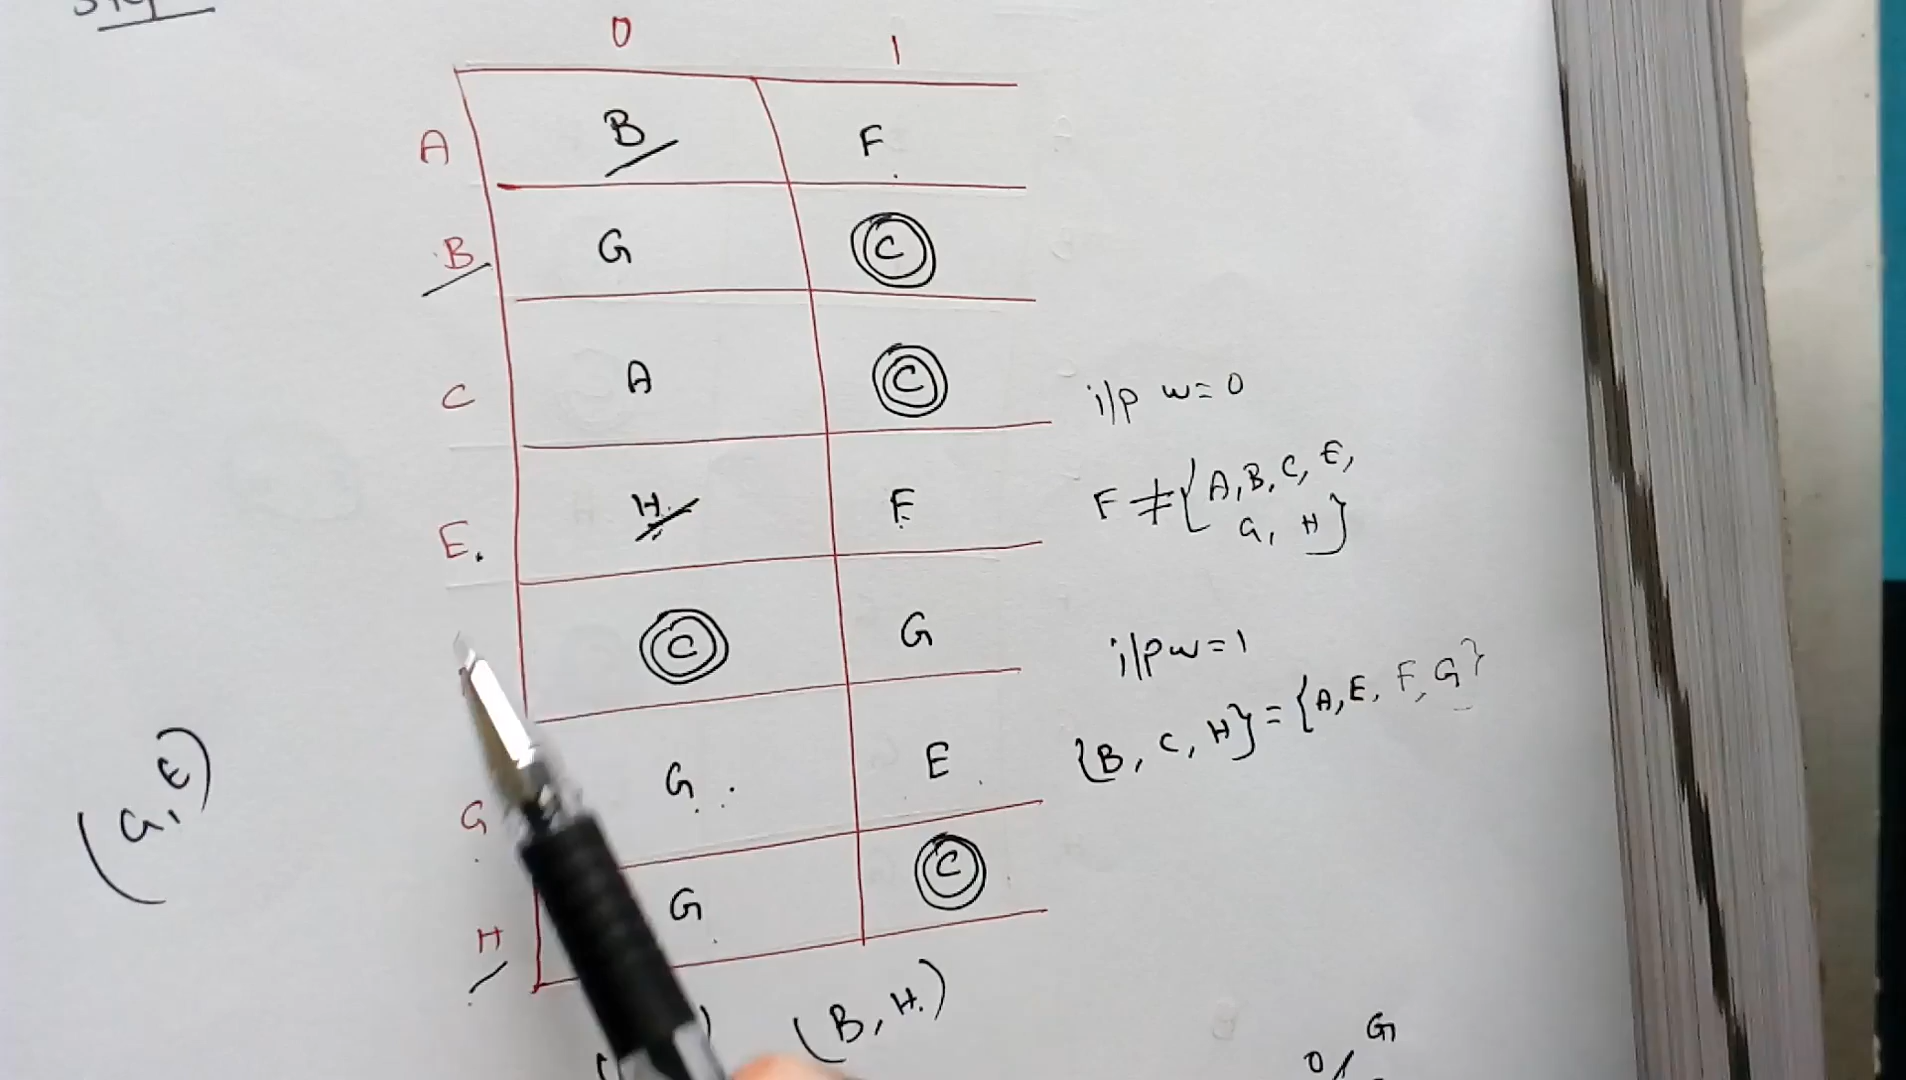 0 1
A B F
B G C
C A C
i/p w=0
F ≠ {A, B, C, E,
G, H}
E. H F
C G
i/p w=1
{B, C, H} = {A, E, F, G}
G G E
(G, E)
H G C
(B, H.)
G
0/